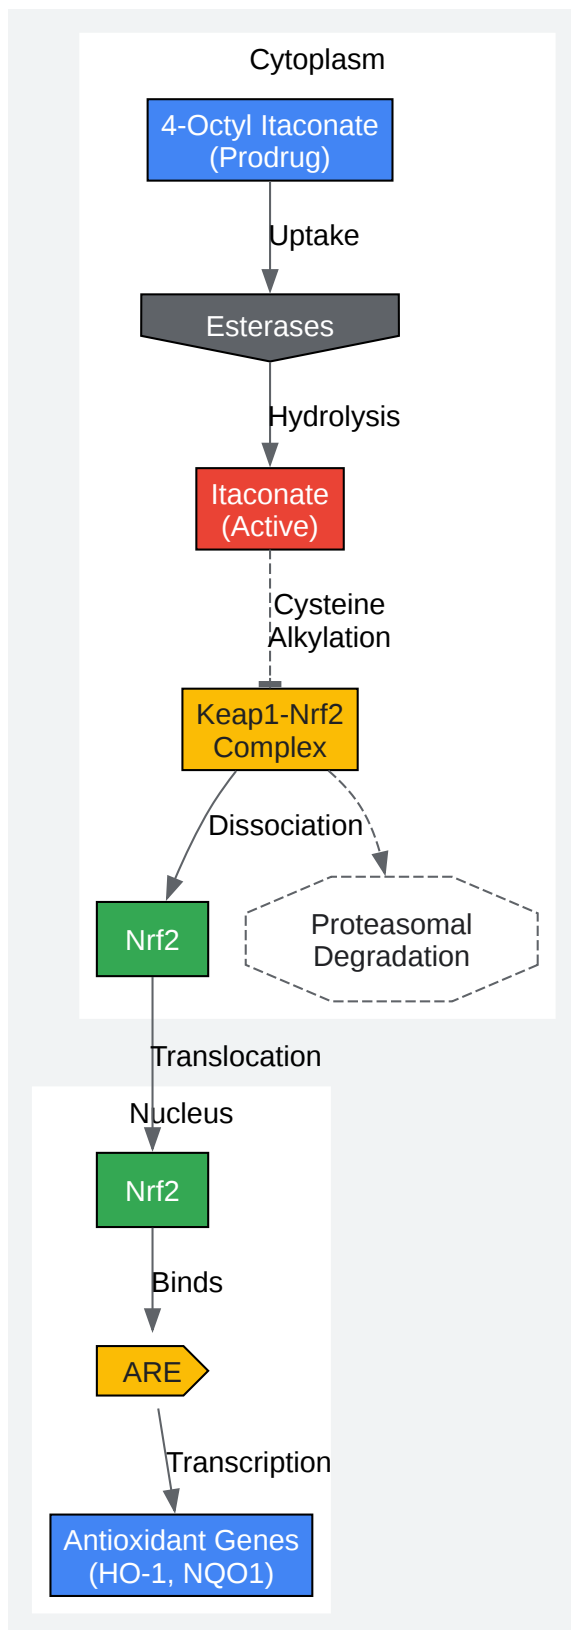 Cytoplasm
4-Octyl Itaconate
(Prodrug)
Uptake
Esterases
Hydrolysis
Itaconate
(Active)
Cysteine
Alkylation
Keap1-Nrf2
Complex
Dissociation
Nrf2
Proteasomal
Degradation
Translocation
Nucleus
Nrf2
Binds
ARE
Transcription
Antioxidant Genes
(HO-1, NQO1)